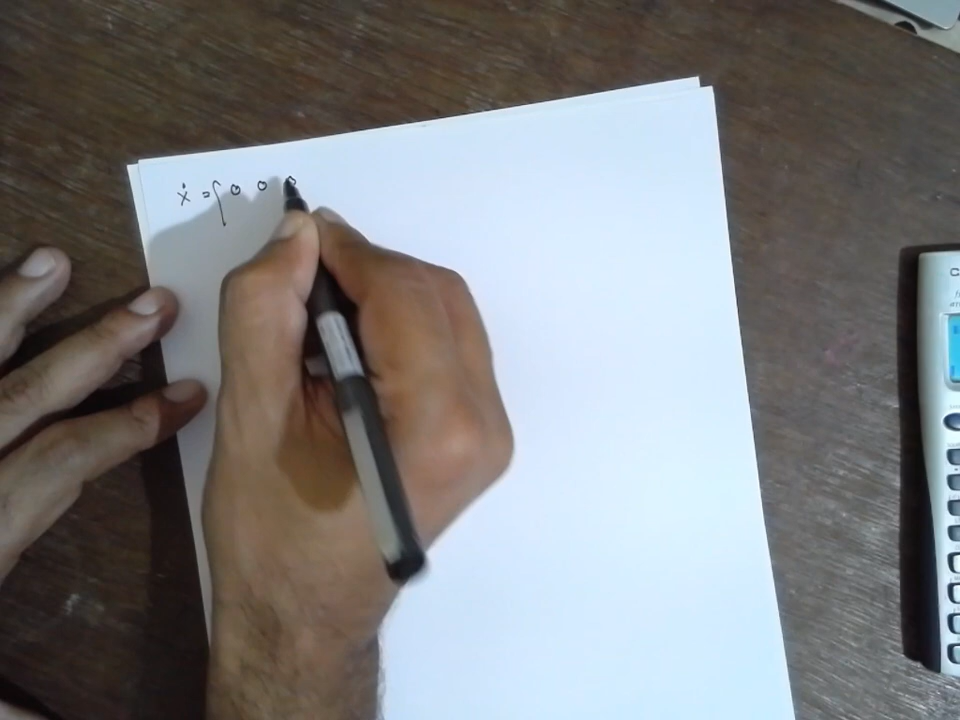 ẋ = [ 0 0 0